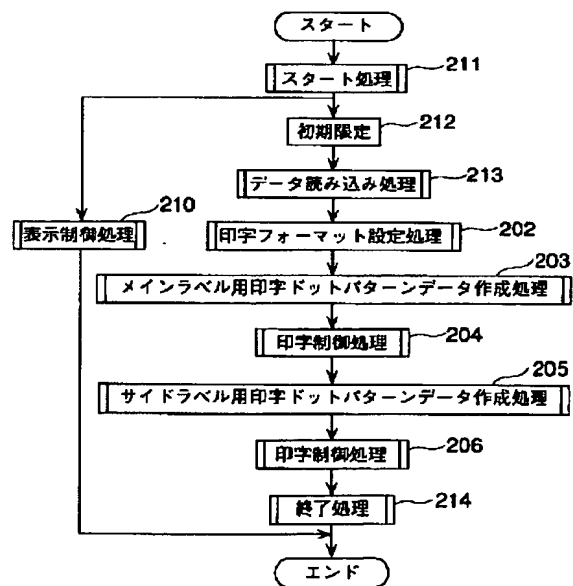 スタート
スタート処理 211
初期限定 212
データ読み込み処理 213
表示制御処理 210
印字フォーマット設定処理 202
メインラベル用印字ドットパターンデータ作成処理 203
印字制御処理 204
サイドラベル用印字ドットパターンデータ作成処理 205
印字制御処理 206
終了処理 214
エンド